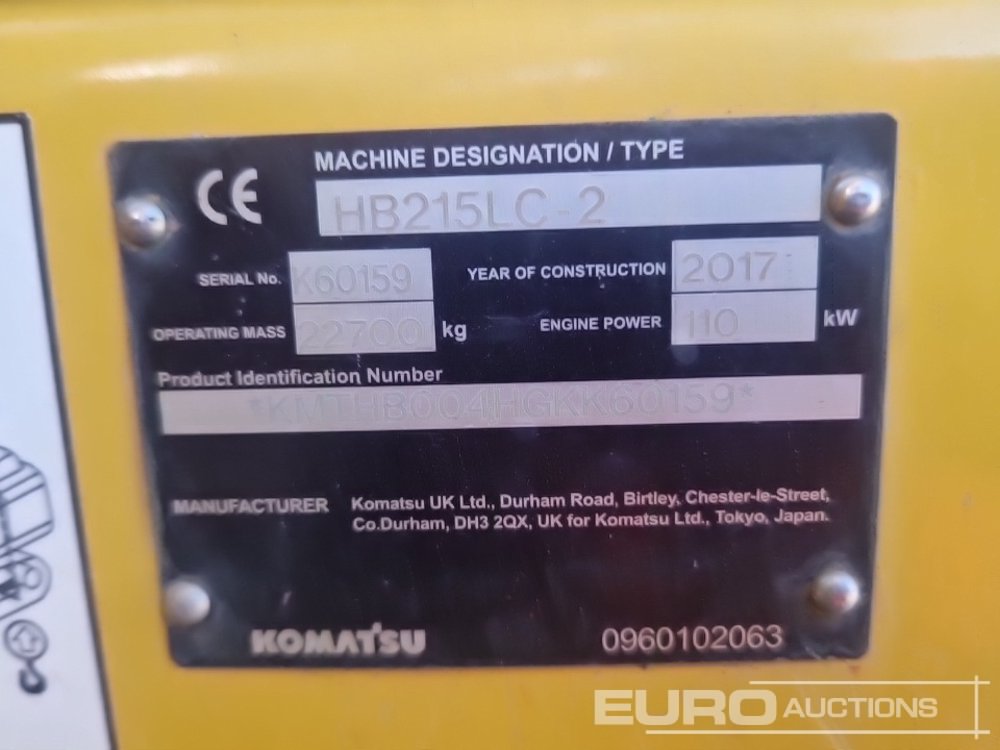 CE
MACHINE DESIGNATION / TYPE
HB215LC-2
SERIAL No. K60159 YEAR OF CONSTRUCTION 2017
OPERATING MASS 22700 kg ENGINE POWER 110 kW
Product Identification Number
*KMTHB004HGKK60159*
MANUFACTURER Komatsu UK Ltd., Durham Road, Birtley, Chester-le-Street,
Co.Durham, DH3 2QX, UK for Komatsu Ltd., Tokyo, Japan.
KOMATSU 0960102063
EURO AUCTIONS